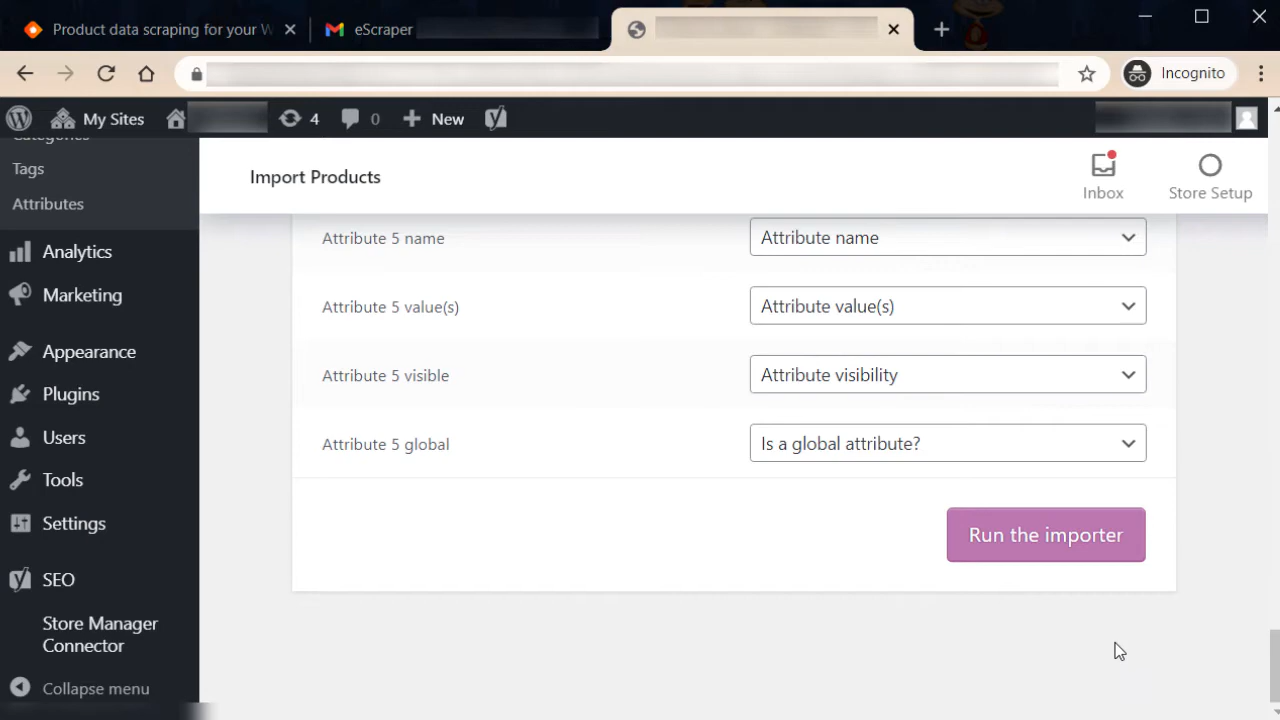 Product data scraping for your W
eScraper
Incognito
My Sites
4
0
New
Categories
Tags
Attributes
Analytics
Marketing
Appearance
Plugins
Users
Tools
Settings
SEO
Store Manager
Connector
Collapse menu
Import Products
Inbox
Store Setup
Attribute 5 name
Attribute name
Attribute 5 value(s)
Attribute value(s)
Attribute 5 visible
Attribute visibility
Attribute 5 global
Is a global attribute?
Run the importer